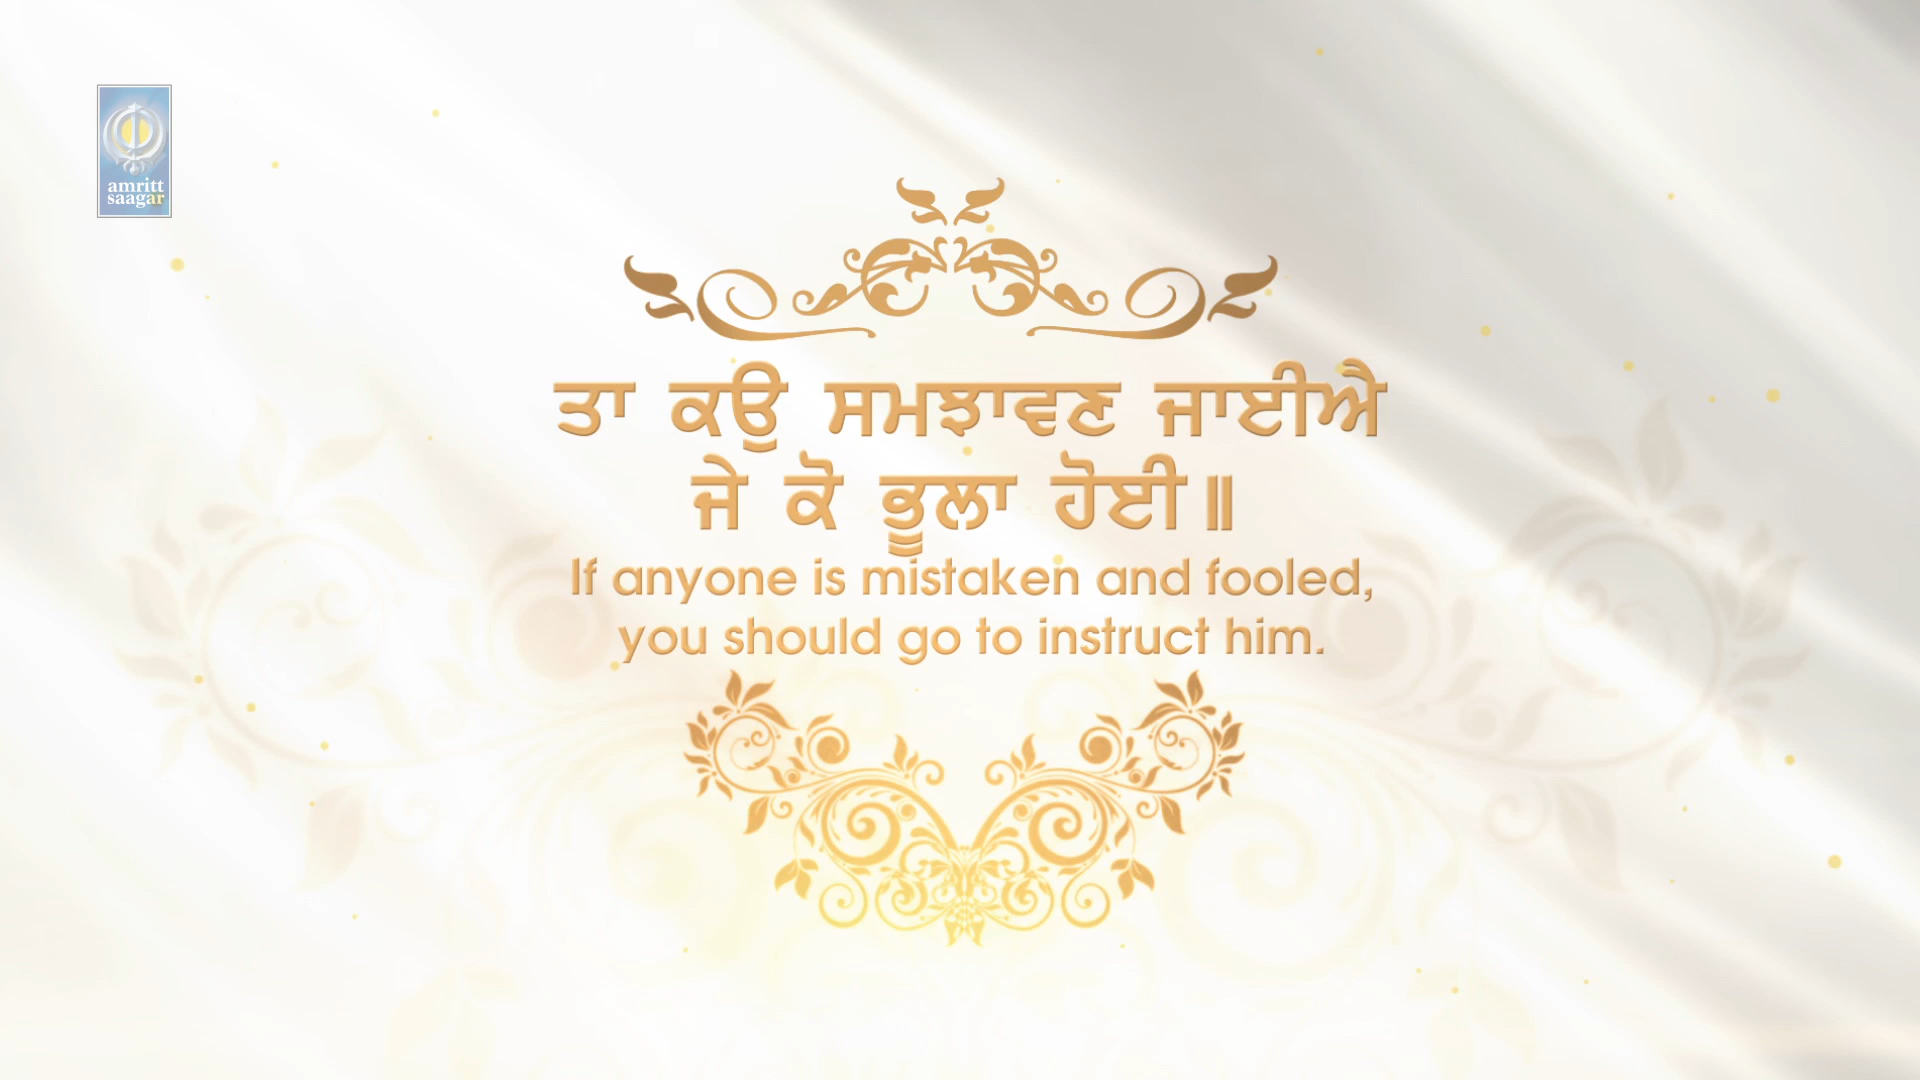 amritt
saagar
ਤਾ ਕਉ ਸਮਝਾਵਣ ਜਾਈਐ
ਜੇ ਕੋ ਭੂਲਾ ਹੋਈ॥
If anyone is mistaken and fooled,
you should go to instruct him.